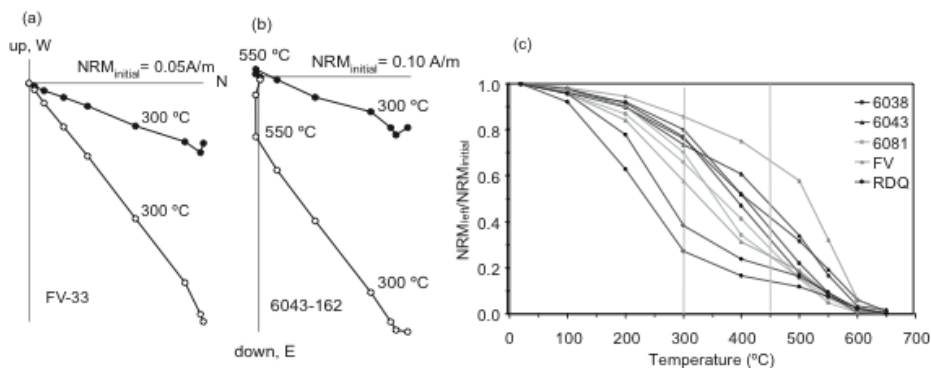 (a)
up, W
NRMinitial = 0.05A/m
N
300 ºC
300 ºC
FV-33
(b)
550 ºC
NRMinitial = 0.10 A/m
300 ºC
550 ºC
300 ºC
6043-162
down, E
(c)
NRMleft/NRMinitial
1.0
0.8
0.6
0.4
0.2
0.0
6038
6043
6081
FV
RDQ
0 100 200 300 400 500 600 700
Temperature (ºC)